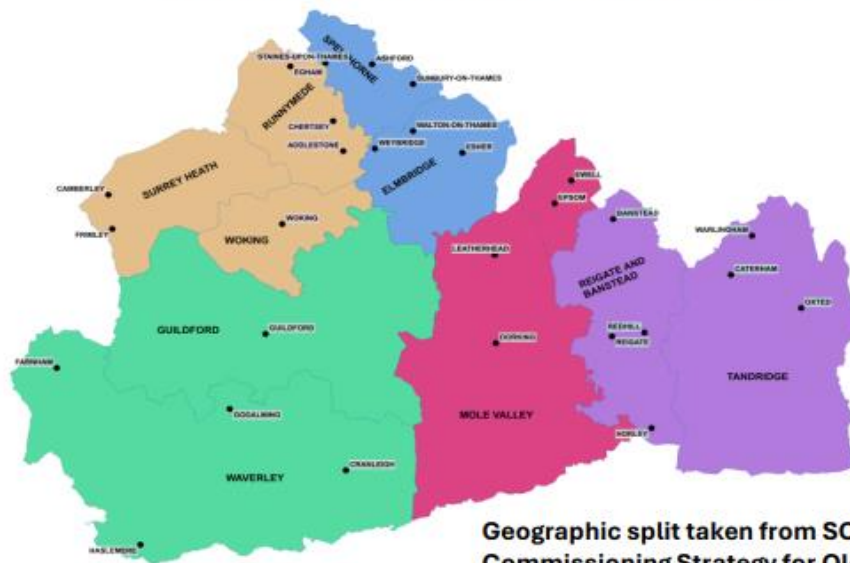 STAINES-UPON-THAMES
SPELTHORNE
ASHFORD
EGHAM
SUNBURY-ON-THAMES
RUNNYMEDE
CHERTSEY
WALTON-ON-THAMES
ADDLESTONE
WEYBRIDGE
ESHER
SURREY HEATH
ELMBRIDGE
CAMBERLEY
EWELL
EPSOM
WOKING
BANSTEAD
FRIMLEY
WOKING
WARLINGHAM
LEATHERHEAD
REIGATE AND
BANSTEAD
CATERHAM
OXTED
GUILDFORD
GUILDFORD
REDHILL
REIGATE
DORKING
FARNHAM
TANDRIDGE
GODALMING
MOLE VALLEY
HORLEY
CRANLEIGH
WAVERLEY
HASLEMERE
Geographic split taken from SC
Commissioning Strategy for Ol